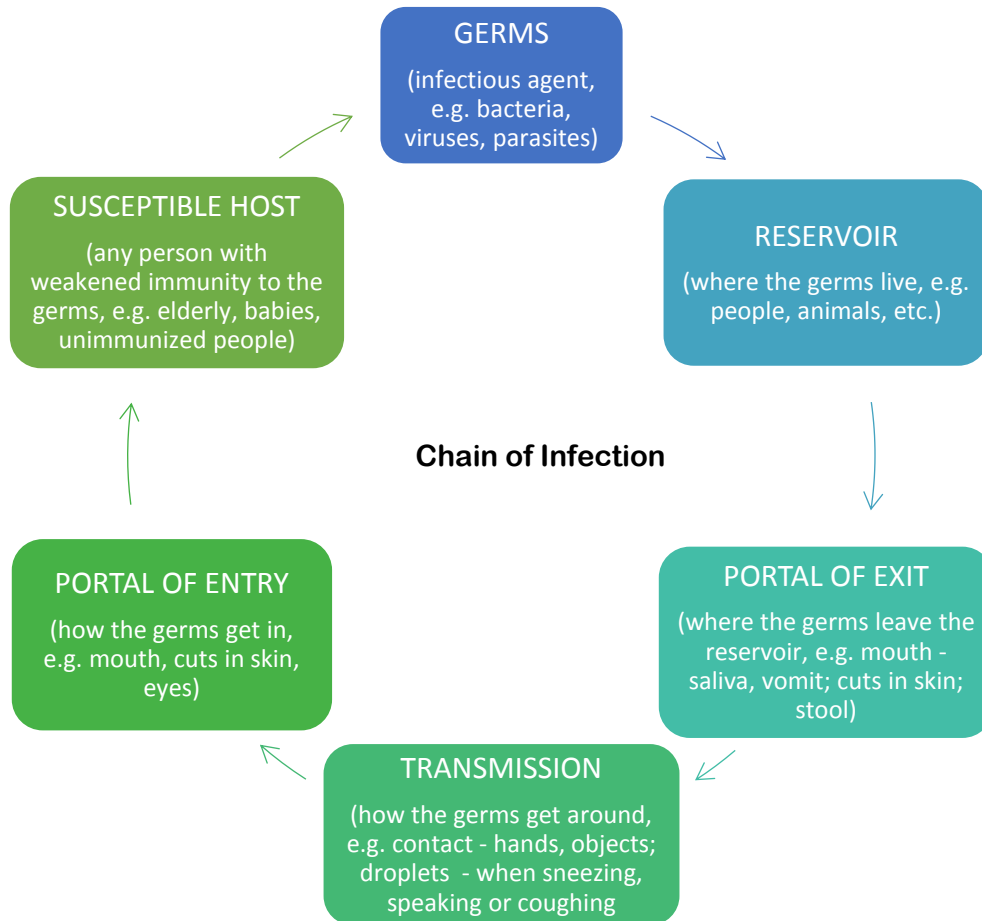 GERMS
(infectious agent,
e.g. bacteria,
viruses, parasites)
RESERVOIR
(where the germs live, e.g.
people, animals, etc.)
PORTAL OF EXIT
(where the germs leave the
reservoir, e.g. mouth -
saliva, vomit; cuts in skin;
stool)
TRANSMISSION
(how the germs get around,
e.g. contact - hands, objects;
droplets - when sneezing,
speaking or coughing
PORTAL OF ENTRY
(how the germs get in,
e.g. mouth, cuts in skin,
eyes)
SUSCEPTIBLE HOST
(any person with
weakened immunity to the
germs, e.g. elderly, babies,
unimmunized people)
Chain of Infection